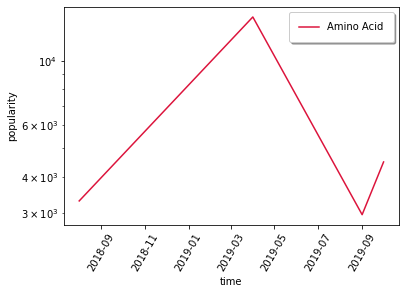 Amino Acid
popularity
10⁴
6 × 10³
4 × 10³
3 × 10³
2018-09
2018-11
2019-01
2019-03
2019-05
2019-07
2019-09
time